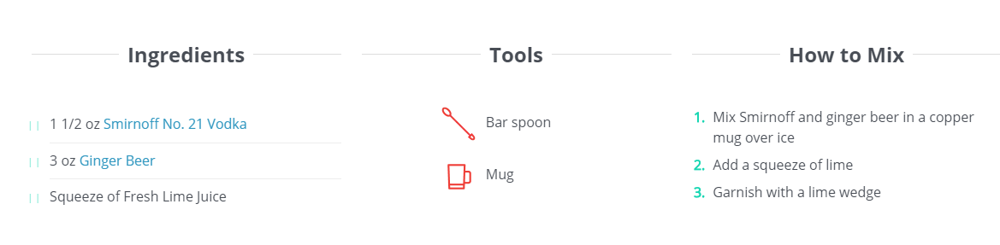 Ingredients
1 1/2 oz Smirnoff No. 21 Vodka
3 oz Ginger Beer
Squeeze of Fresh Lime Juice
Tools
Bar spoon
Mug
How to Mix
1. Mix Smirnoff and ginger beer in a copper
mug over ice
2. Add a squeeze of lime
3. Garnish with a lime wedge